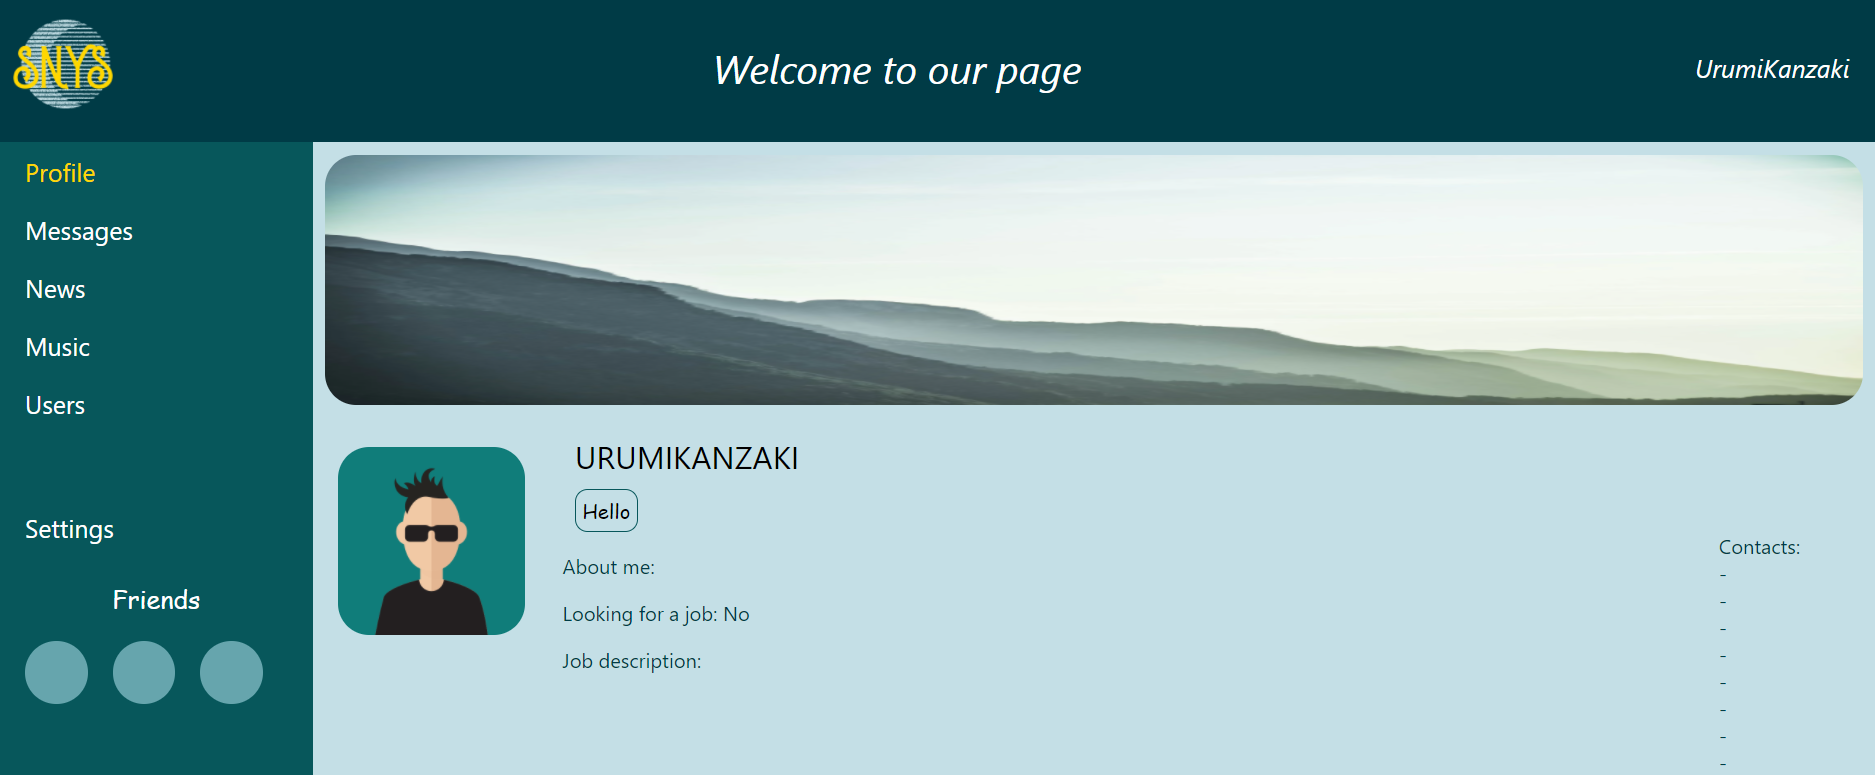 SNYS
Welcome to our page
UrumiKanzaki
Profile
Messages
News
Music
Users
Settings
Friends
URUMIKANZAKI
Hello
About me:
Looking for a job: No
Job description:
Contacts:
-
-
-
-
-
-
-
-